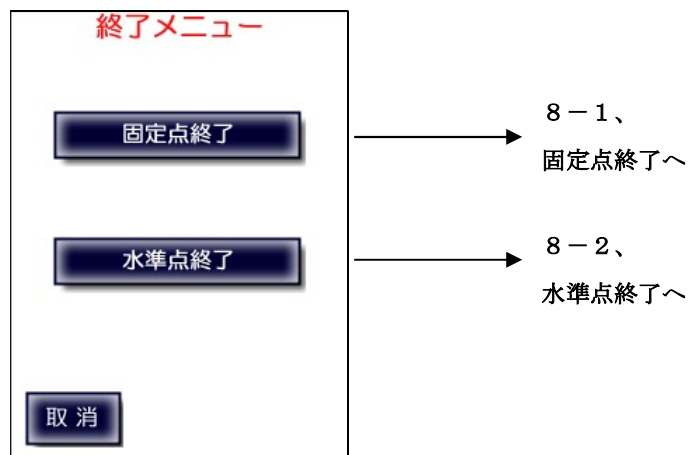 終了メニュー
固定点終了
８－１、
固定点終了へ
水準点終了
８－２、
水準点終了へ
取 消